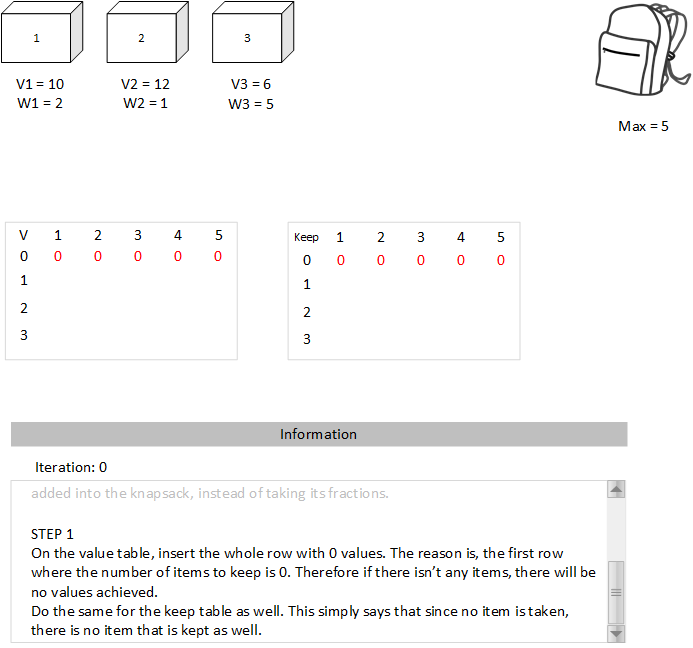 1 2 3
V1 = 10 V2 = 12 V3 = 6
W1 = 2 W2 = 1 W3 = 5
Max = 5
V 1 2 3 4 5
0 0 0 0 0 0
1
2
3
Keep 1 2 3 4 5
0 0 0 0 0 0
1
2
3
Information
Iteration: 0
added into the knapsack, instead of taking its fractions.
STEP 1
On the value table, insert the whole row with 0 values. The reason is, the first row
where the number of items to keep is 0. Therefore if there isn't any items, there will be
no values achieved.
Do the same for the keep table as well. This simply says that since no item is taken,
there is no item that is kept as well.